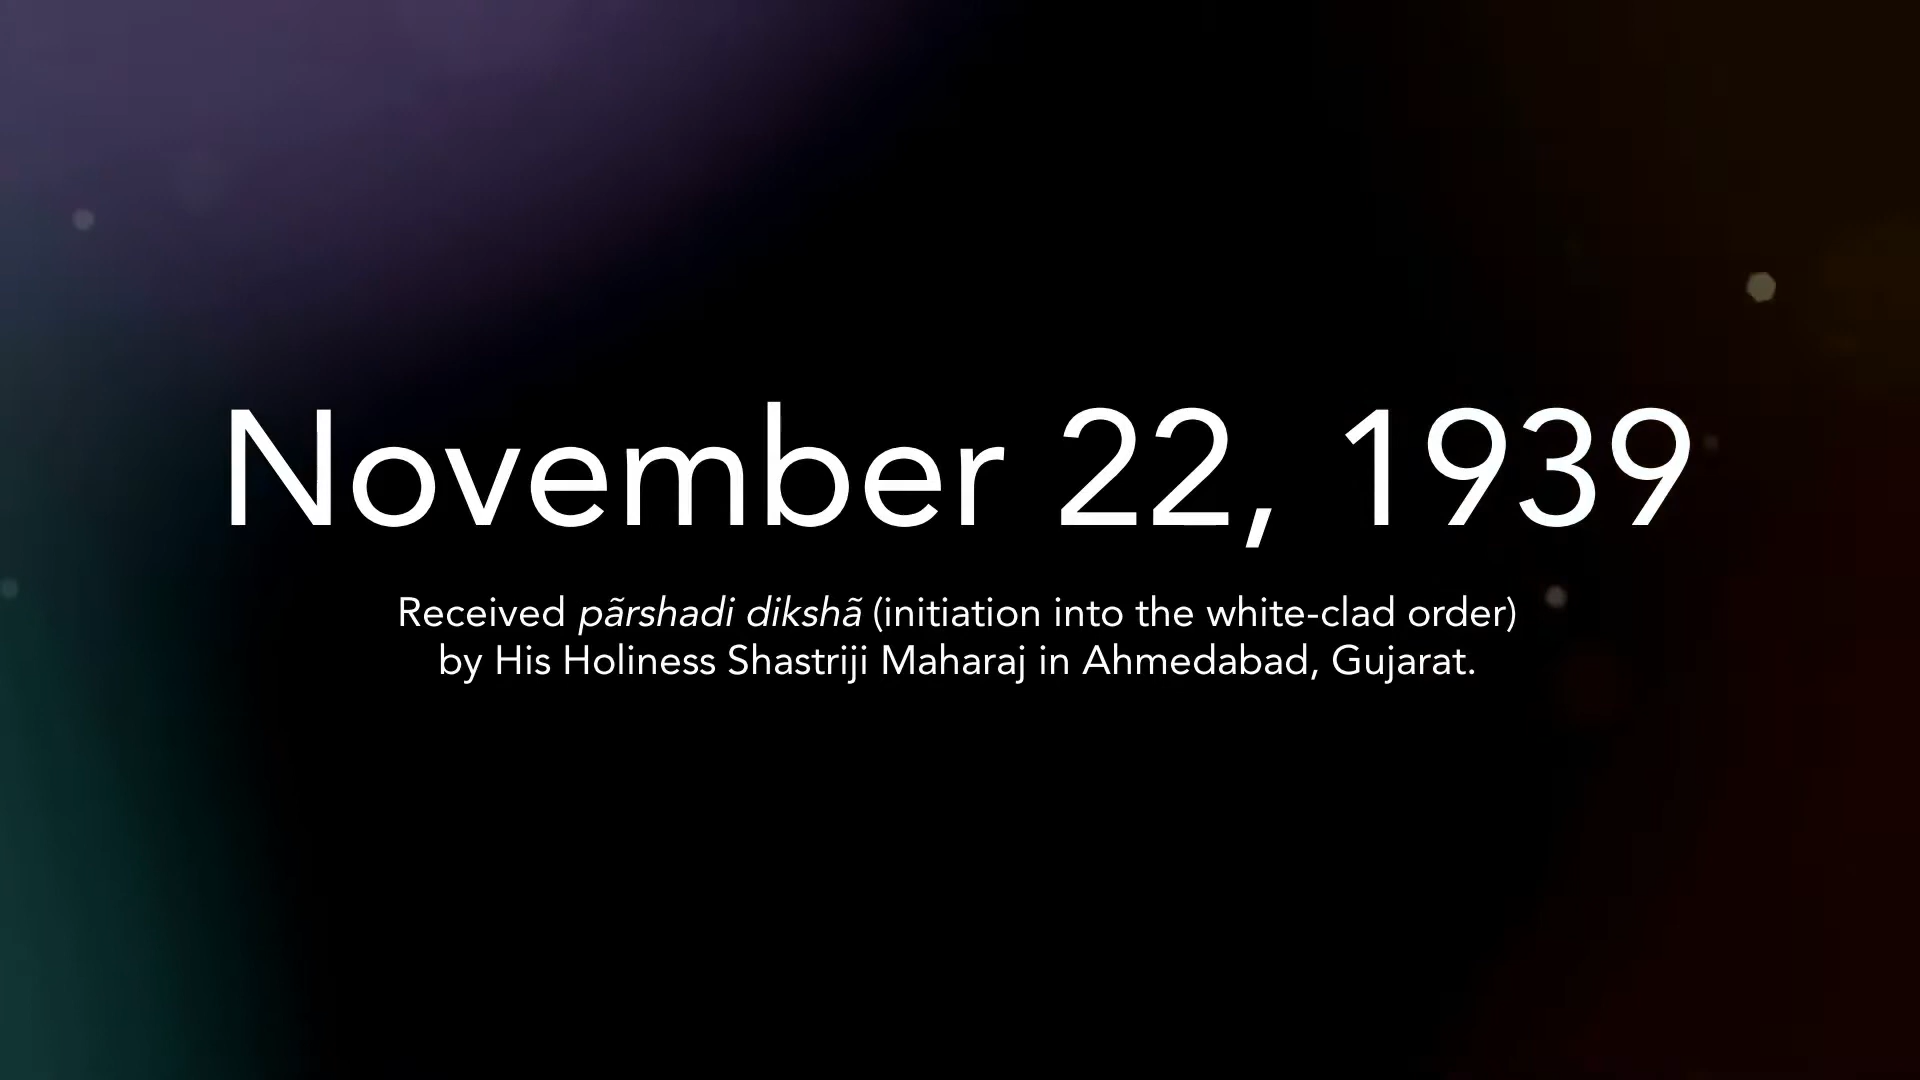 November 22, 1939
Received pãrshadi dikshã (initiation into the white-clad order)
by His Holiness Shastriji Maharaj in Ahmedabad, Gujarat.